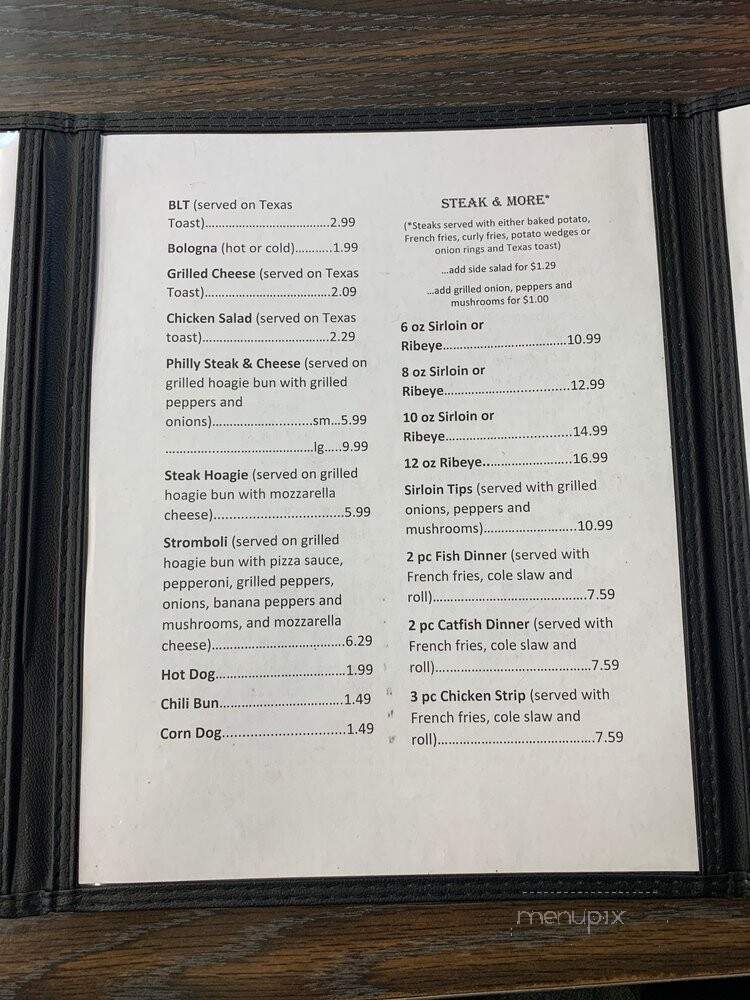 BLT (served on Texas
Toast)……………………………2.99
Bologna (hot or cold)………..1.99
Grilled Cheese (served on Texas
Toast)……………………………2.09
Chicken Salad (served on Texas
toast)…………………………….2.29
Philly Steak & Cheese (served on
grilled hoagie bun with grilled
peppers and
onions)……………………..sm…5.99
………………………………….lg…..9.99
Steak Hoagie (served on grilled
hoagie bun with mozzarella
cheese)……………………………..5.99
Stromboli (served on grilled
hoagie bun with pizza sauce,
pepperoni, grilled peppers,
onions, banana peppers and
mushrooms, and mozzarella
cheese)………………………………6.29
Hot Dog……………………………..1.99
Chili Bun…………………………….1.49
Corn Dog…………………………….1.49
STEAK & MORE*
(*Steaks served with either baked potato,
French fries, curly fries, potato wedges or
onion rings and Texas toast)
…add side salad for $1.29
…add grilled onion, peppers and
mushrooms for $1.00
6 oz Sirloin or
Ribeye……………………………10.99
8 oz Sirloin or
Ribeye…………………………….12.99
10 oz Sirloin or
Ribeye…………………………….14.99
12 oz Ribeye..…………………..16.99
Sirloin Tips (served with grilled
onions, peppers and
mushrooms)……………………..10.99
2 pc Fish Dinner (served with
French fries, cole slaw and
roll)……………………………………7.59
2 pc Catfish Dinner (served with
French fries, cole slaw and
roll)……………………………………7.59
3 pc Chicken Strip (served with
French fries, cole slaw and
roll)……………………………………7.59
menupix